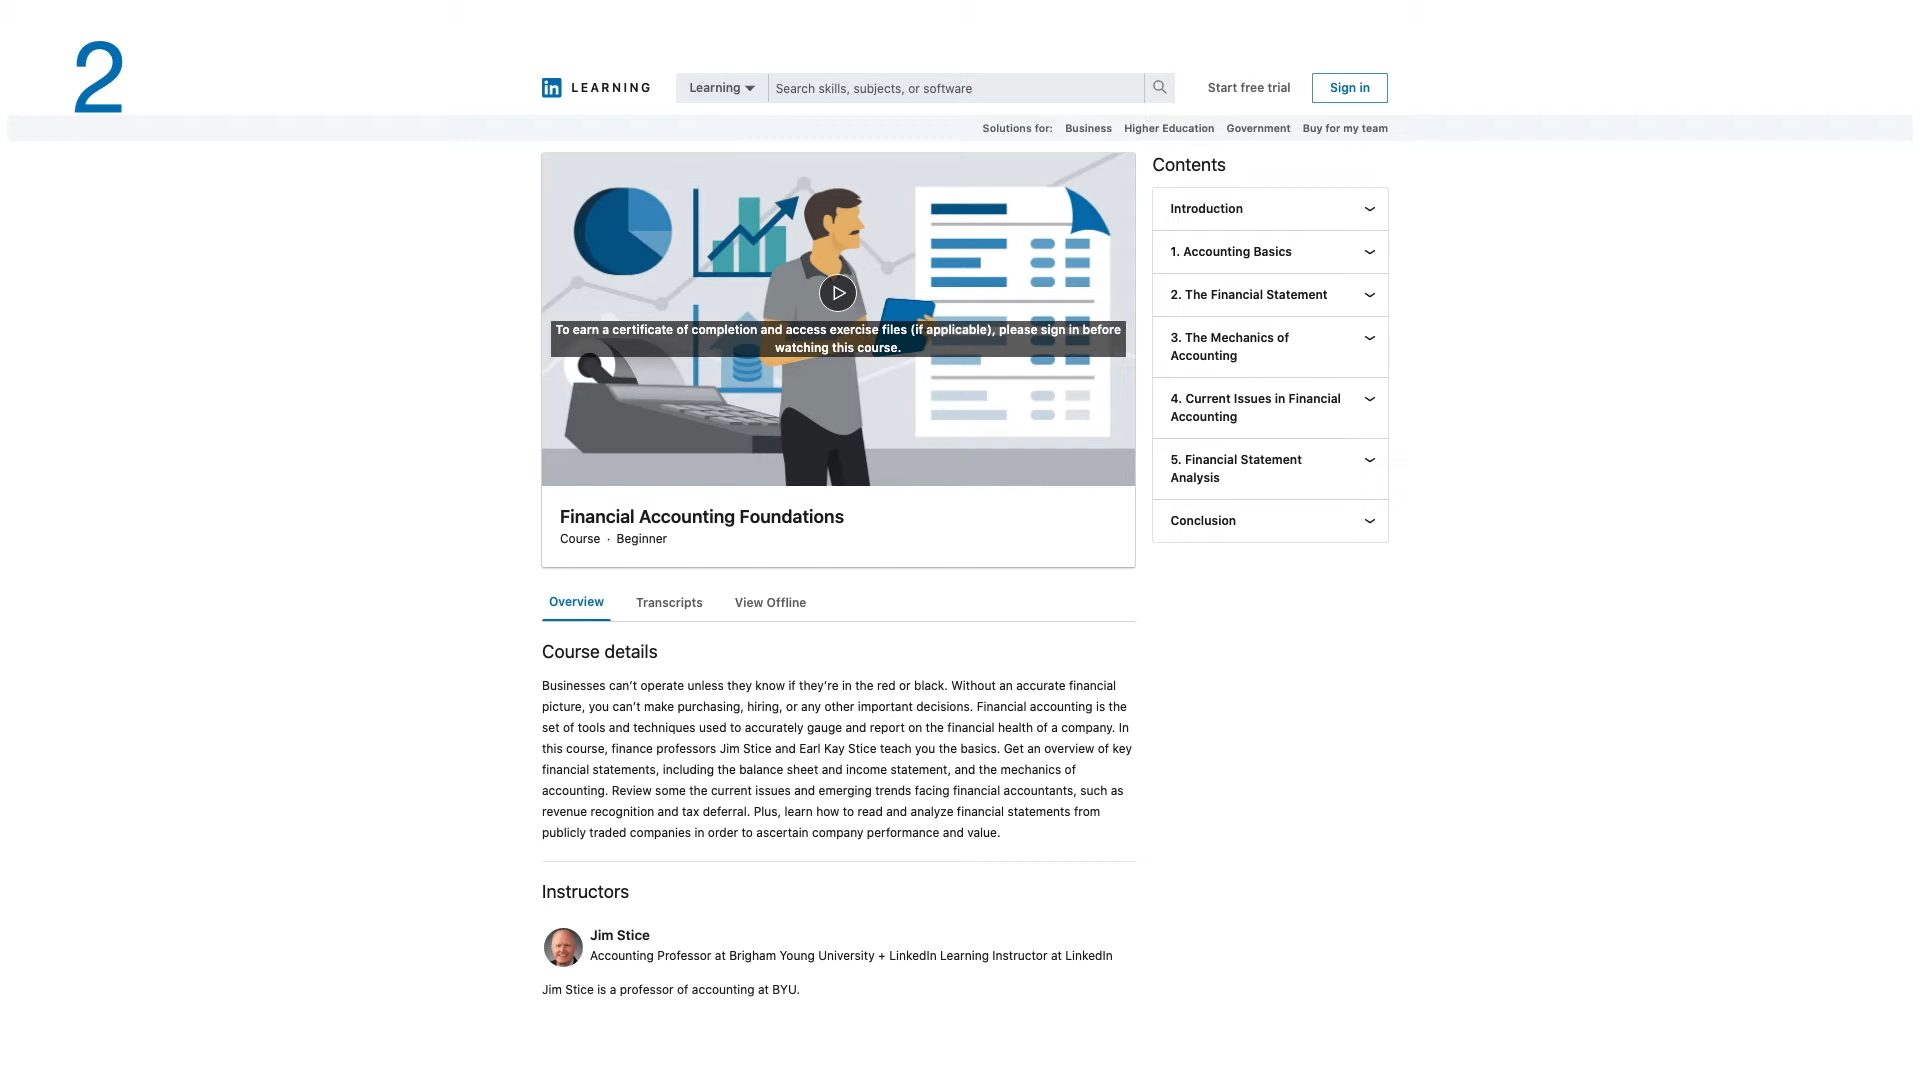 2
in LEARNING
Learning
Search skills, subjects, or software
Start free trial
Sign in
Solutions for: Business Higher Education Government Buy for my team
To earn a certificate of completion and access exercise files (if applicable), please sign in before
watching this course.
Financial Accounting Foundations
Course · Beginner
Contents
Introduction
1. Accounting Basics
2. The Financial Statement
3. The Mechanics of
Accounting
4. Current Issues in Financial
Accounting
5. Financial Statement
Analysis
Conclusion
Overview Transcripts View Offline
Course details
Businesses can’t operate unless they know if they’re in the red or black. Without an accurate financial
picture, you can’t make purchasing, hiring, or any other important decisions. Financial accounting is the
set of tools and techniques used to accurately gauge and report on the financial health of a company. In
this course, finance professors Jim Stice and Earl Kay Stice teach you the basics. Get an overview of key
financial statements, including the balance sheet and income statement, and the mechanics of
accounting. Review some the current issues and emerging trends facing financial accountants, such as
revenue recognition and tax deferral. Plus, learn how to read and analyze financial statements from
publicly traded companies in order to ascertain company performance and value.
Instructors
Jim Stice
Accounting Professor at Brigham Young University + LinkedIn Learning Instructor at LinkedIn
Jim Stice is a professor of accounting at BYU.